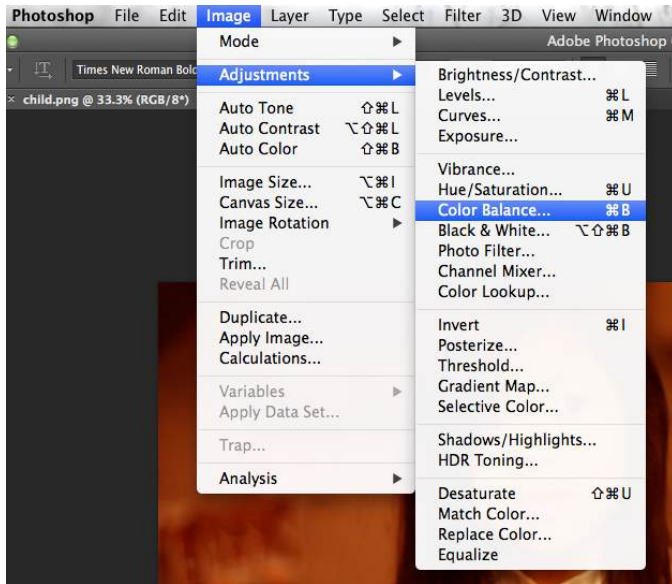 Photoshop File Edit Image Layer Type Select Filter 3D View Window
Adobe Photoshop
Times New Roman Bold
× child.png @ 33.3% (RGB/8*)
Mode ▶
Adjustments ▶
Auto Tone ⇧⌘L
Auto Contrast ⌥⇧⌘L
Auto Color ⇧⌘B
Image Size... ⌥⌘I
Canvas Size... ⌥⌘C
Image Rotation ▶
Crop
Trim...
Reveal All
Duplicate...
Apply Image...
Calculations...
Variables ▶
Apply Data Set...
Trap...
Analysis ▶
Brightness/Contrast...
Levels... ⌘L
Curves... ⌘M
Exposure...
Vibrance...
Hue/Saturation... ⌘U
Color Balance... ⌘B
Black & White... ⌥⇧⌘B
Photo Filter...
Channel Mixer...
Color Lookup...
Invert ⌘I
Posterize...
Threshold...
Gradient Map...
Selective Color...
Shadows/Highlights...
HDR Toning...
Desaturate ⇧⌘U
Match Color...
Replace Color...
Equalize